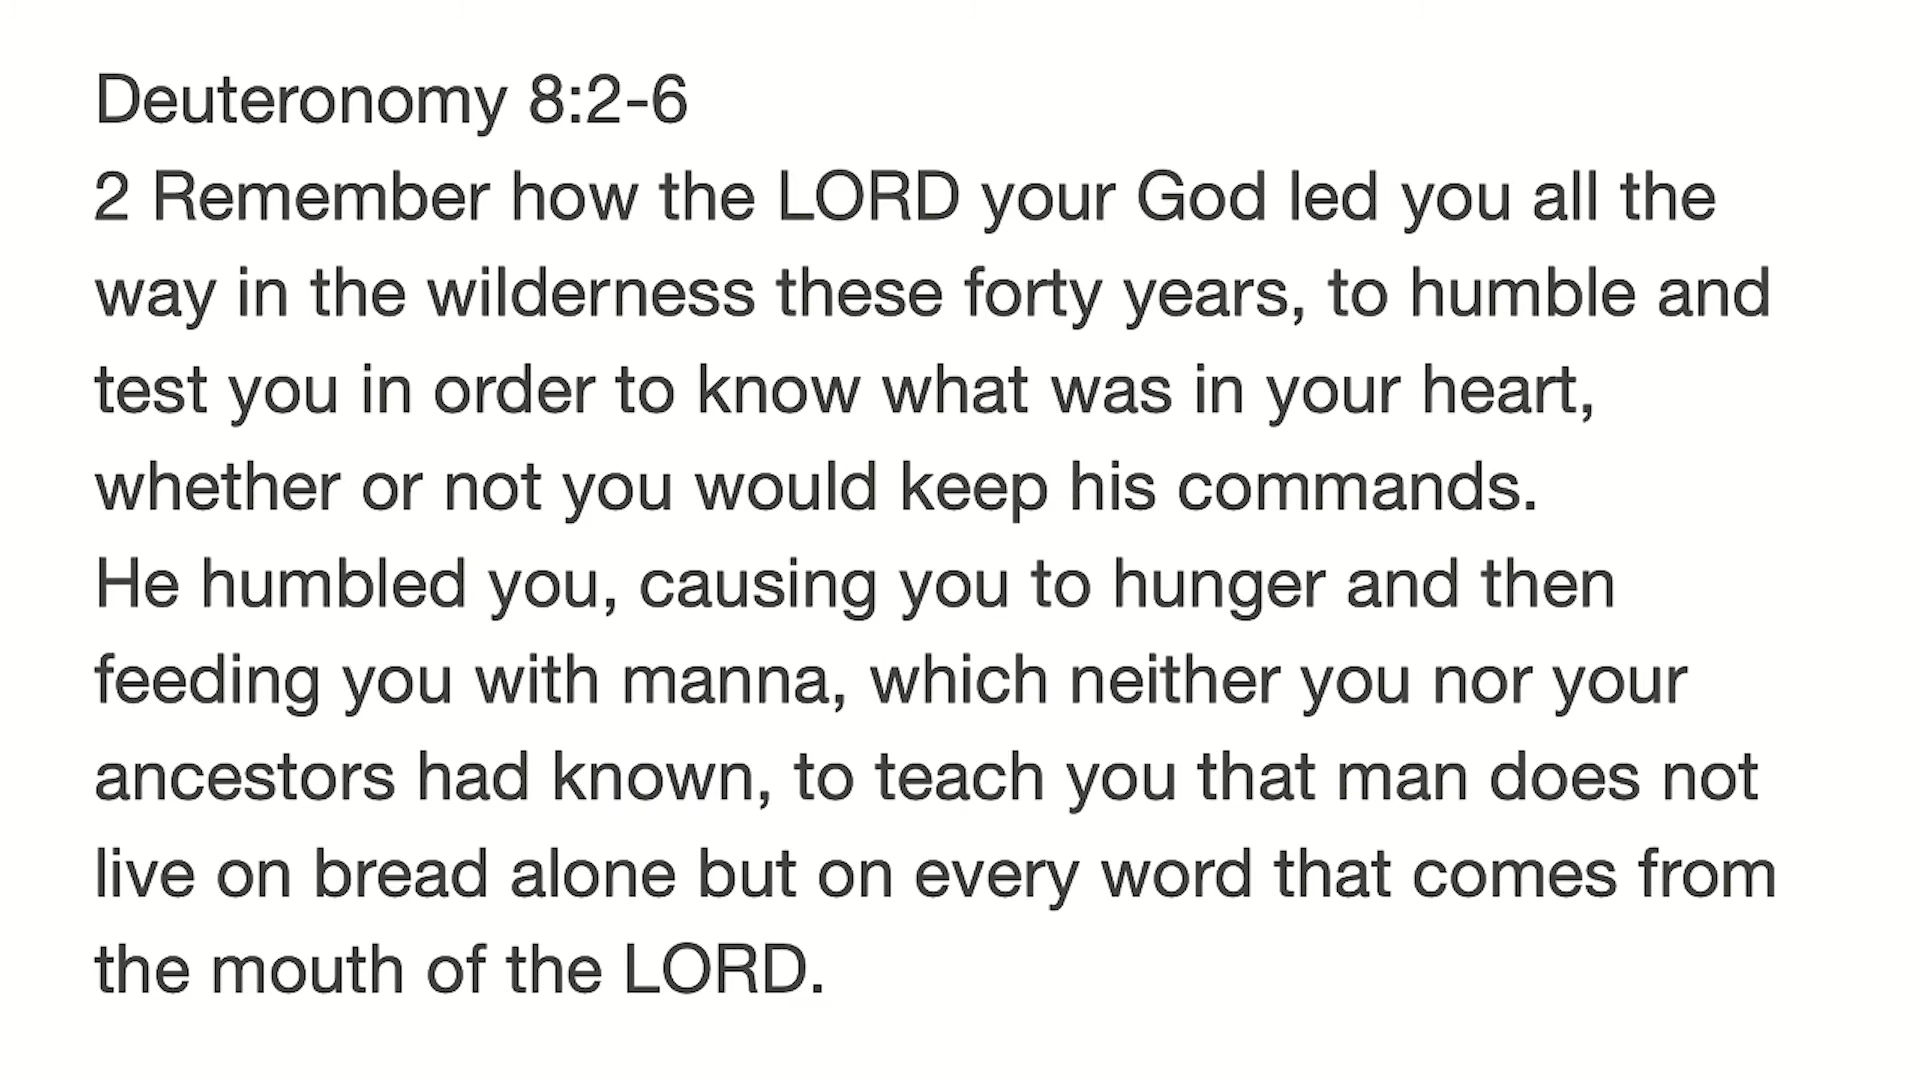 Deuteronomy 8:2-6
2 Remember how the LORD your God led you all the
way in the wilderness these forty years, to humble and
test you in order to know what was in your heart,
whether or not you would keep his commands.
He humbled you, causing you to hunger and then
feeding you with manna, which neither you nor your
ancestors had known, to teach you that man does not
live on bread alone but on every word that comes from
the mouth of the LORD.